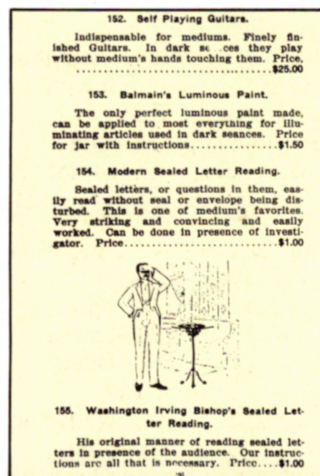 152. Self Playing Guitars.
Indispensable for mediums. Finely fin-
ished Guitars. In dark se ces they play
without medium's hands touching them. Price,
........................................$25.00
153. Balmain's Luminous Paint.
The only perfect luminous paint made,
can be applied to most everything for illu-
minating articles used in dark seances. Price
for jar with instructions................$1.50
154. Modern Sealed Letter Reading.
Sealed letters, or questions in them, eas-
ily read without seal or envelope being dis-
turbed. This is one of medium's favorites.
Very striking and convincing and easily
worked. Can be done in presence of investi-
gator. Price............................$1.00
155. Washington Irving Bishop's Sealed Let-
ter Reading.
His original manner of reading sealed let-
ters in presence of the audience. Our instruc-
tions are all that is necessary. Price....$1.00